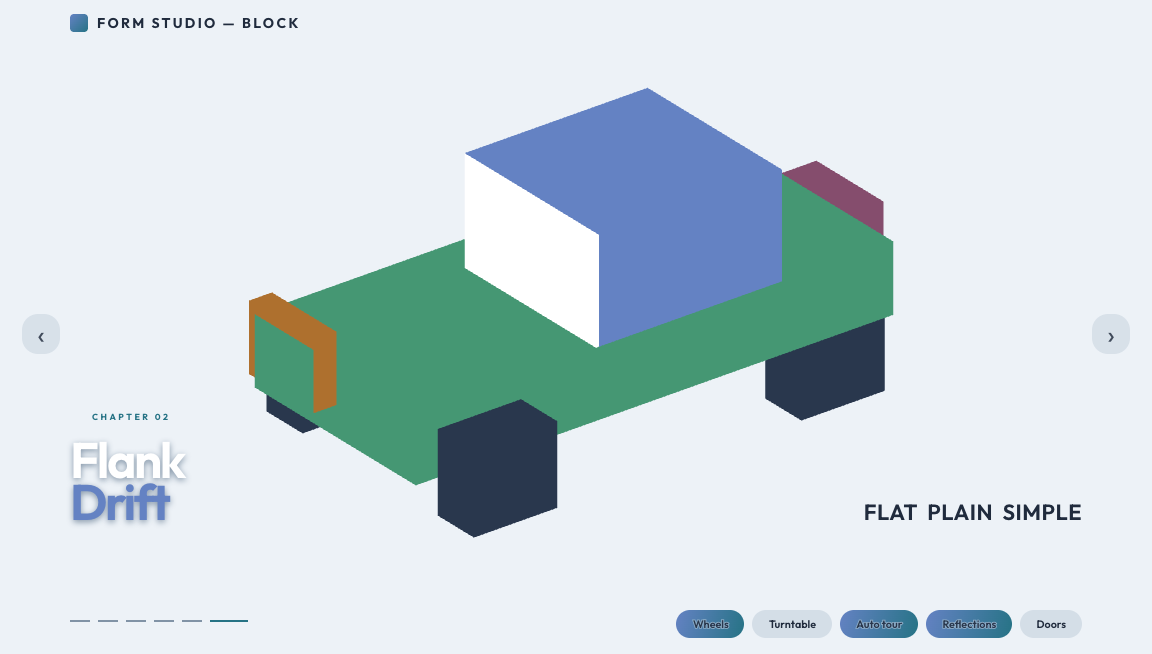 FORM STUDIO — BLOCK
‹
›
CHAPTER 02
Flank
Drift
FLAT PLAIN SIMPLE
Wheels
Turntable
Auto tour
Reflections
Doors